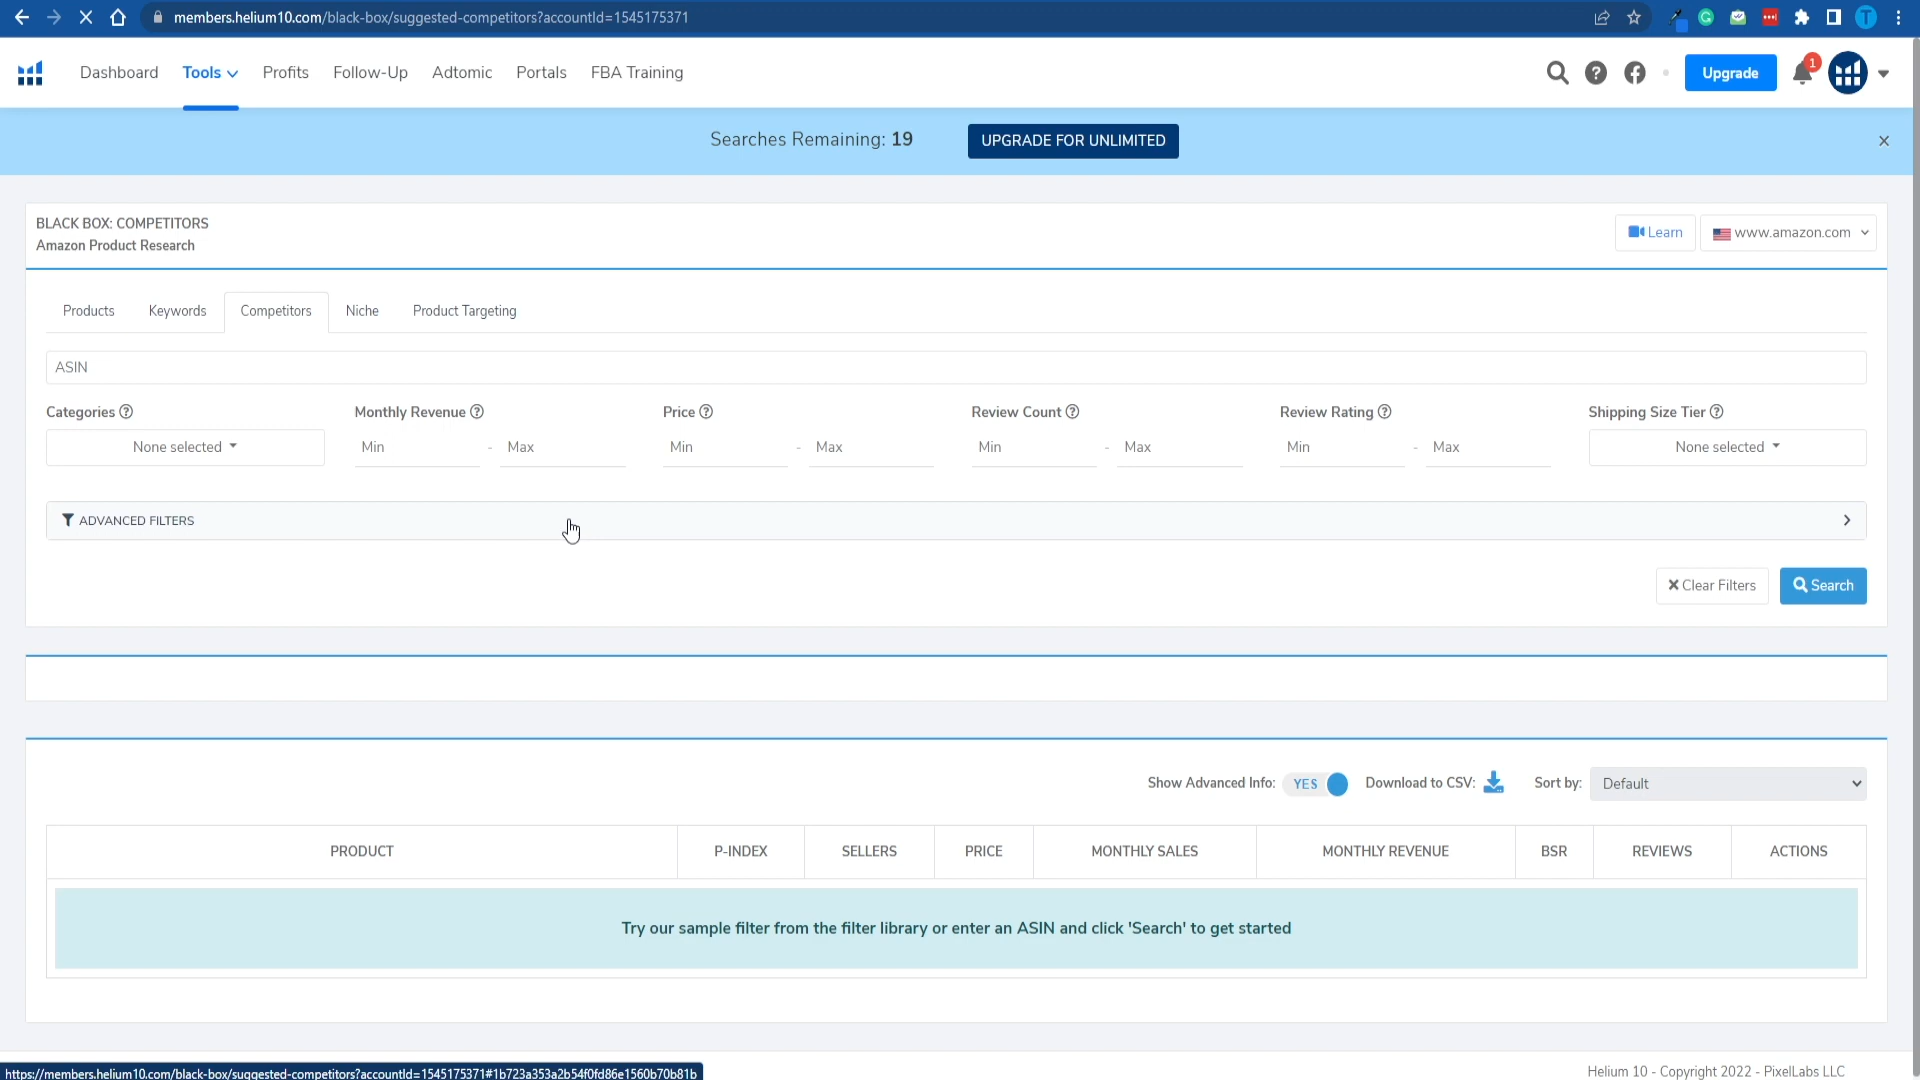 members.helium10.com/black-box/suggested-competitors?accountId=1545175371
T
Dashboard Tools Profits Follow-Up Adtomic Portals FBA Training
Upgrade 1
Searches Remaining: 19 UPGRADE FOR UNLIMITED
BLACK BOX: COMPETITORS
Amazon Product Research
Learn www.amazon.com
Products Keywords Competitors Niche Product Targeting
ASIN
Categories Monthly Revenue Price Review Count Review Rating Shipping Size Tier
None selected Min - Max Min - Max Min - Max Min - Max None selected
ADVANCED FILTERS
Clear Filters Search
Show Advanced Info: YES Download to CSV: Sort by: Default
PRODUCT P-INDEX SELLERS PRICE MONTHLY SALES MONTHLY REVENUE BSR REVIEWS ACTIONS
Try our sample filter from the filter library or enter an ASIN and click 'Search' to get started
https://members.helium10.com/black-box/suggested-competitors?accountId=1545175371#1b723a353a2b54f0fd86e1560b70b81b
Helium 10 - Copyright 2022 - PixelLabs LLC